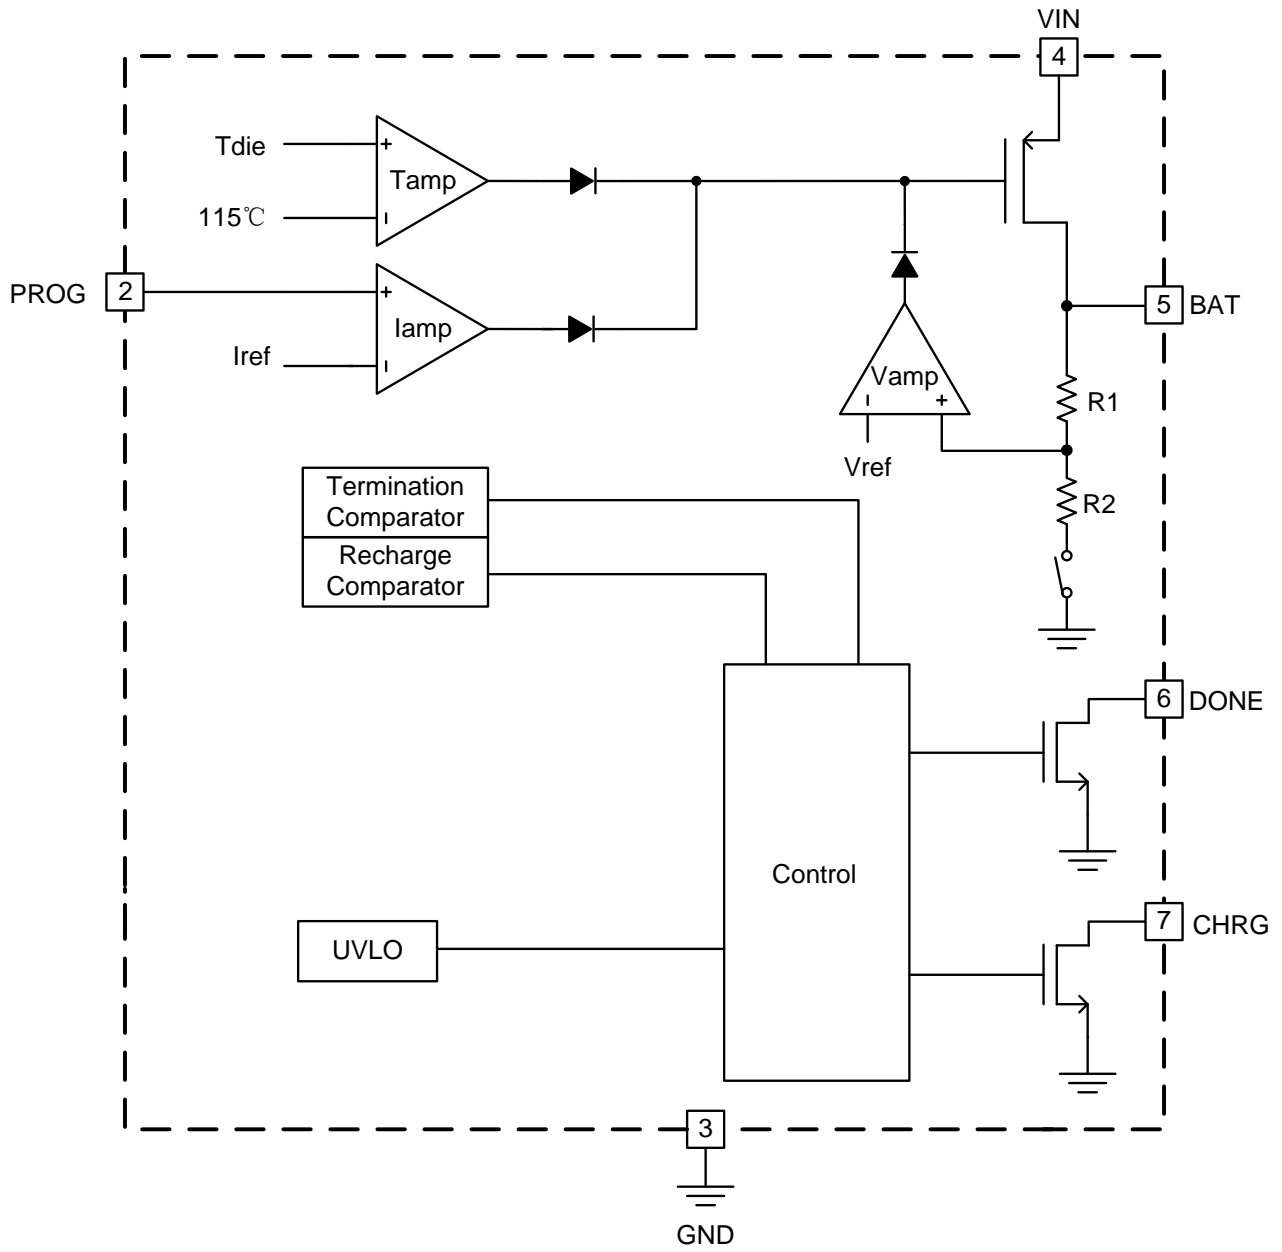 VIN
4
Tdie
+
Tamp
115℃
-
PROG
2
+
Iamp
Iref
-
5
BAT
Vamp
-
+
R1
Vref
R2
Termination
Comparator
Recharge
Comparator
6
DONE
Control
7
CHRG
UVLO
3
GND